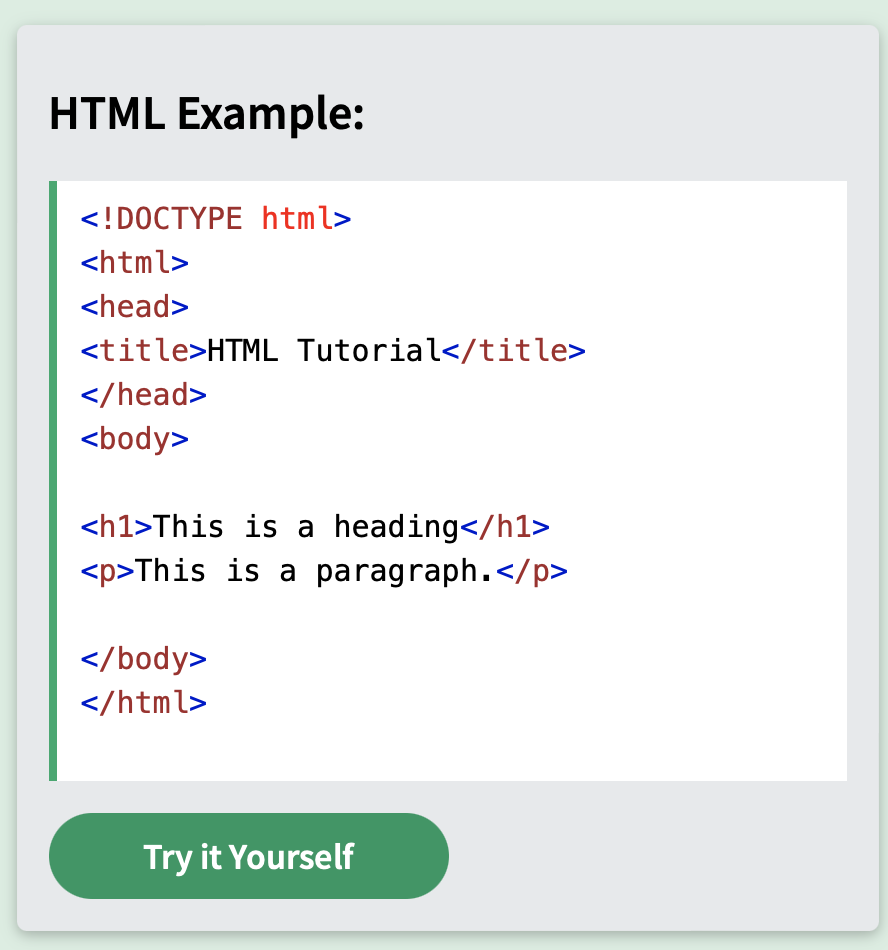 HTML Example:
<!DOCTYPE html>
<html>
<head>
<title>HTML Tutorial</title>
</head>
<body>
<h1>This is a heading</h1>
<p>This is a paragraph.</p>
</body>
</html>
Try it Yourself